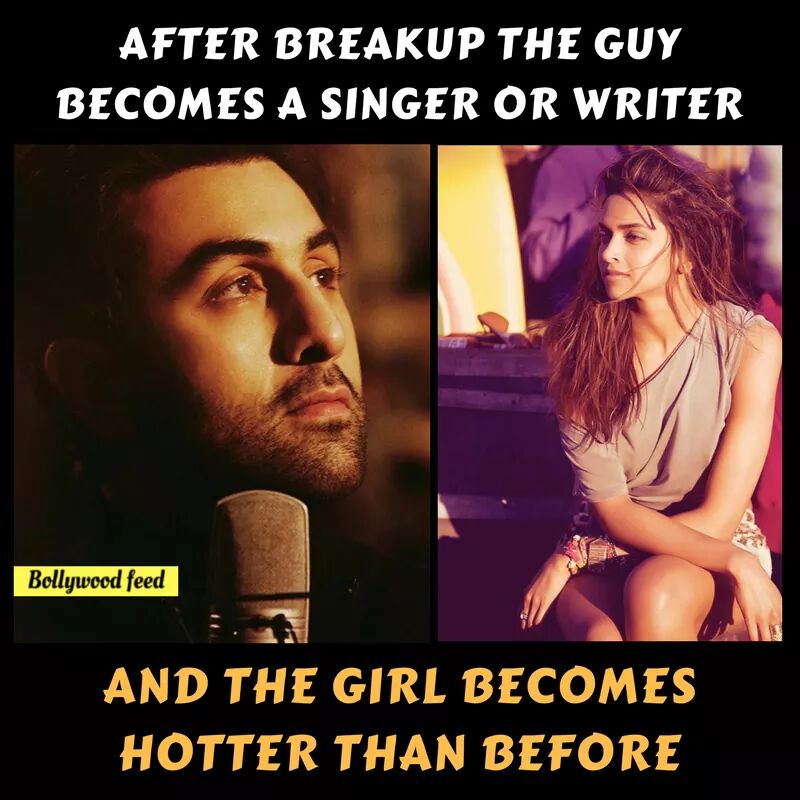 AFTER BREAKUP THE GUY
BECOMES A SINGER OR WRITER
Bollywood feed
AND THE GIRL BECOMES
HOTTER THAN BEFORE